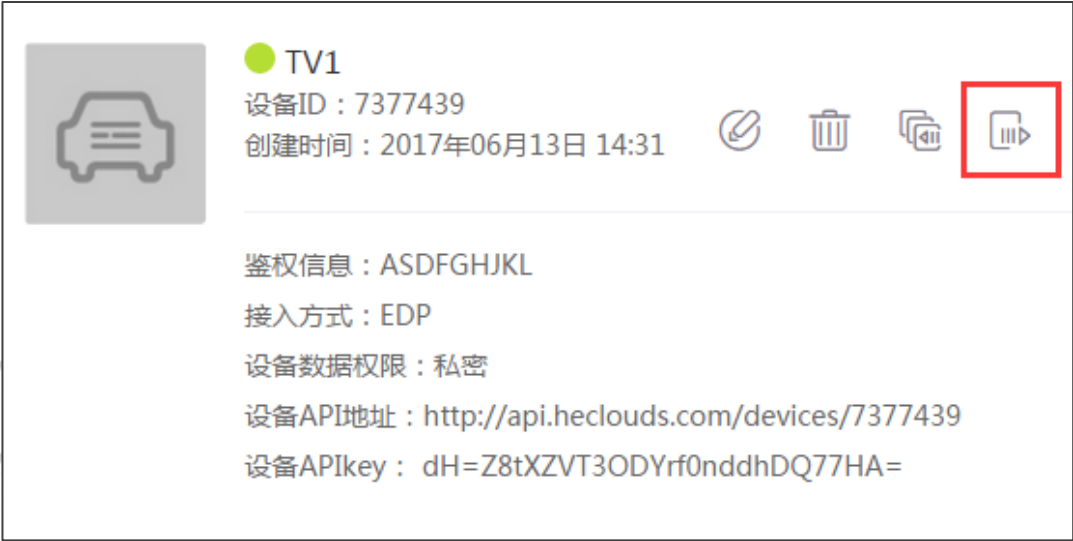 TV1
设备ID：7377439
创建时间：2017年06月13日 14:31
鉴权信息：ASDFGHJKL
接入方式：EDP
设备数据权限：私密
设备API地址：http://api.heclouds.com/devices/7377439
设备APIkey： dH=Z8tXZVT3ODYrf0nddhDQ77HA=